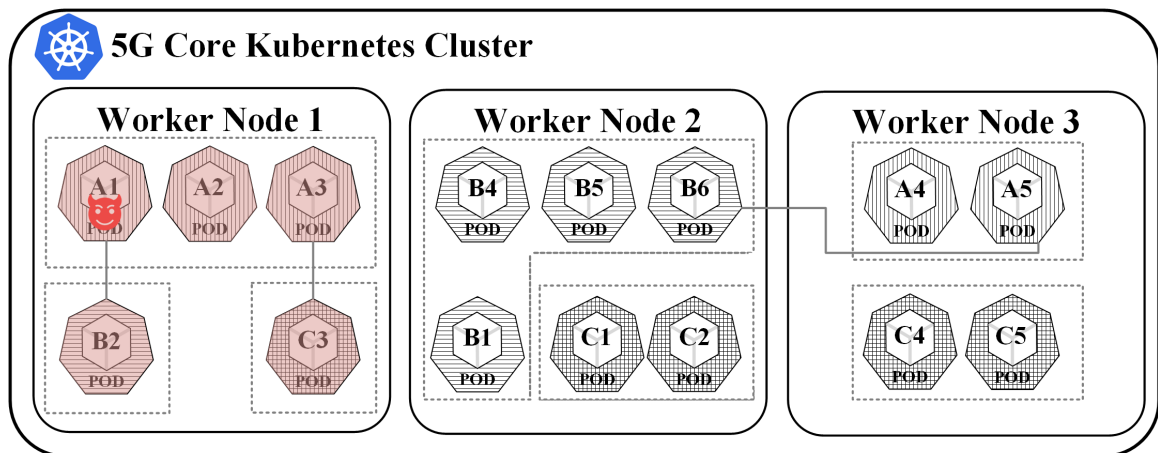 5G Core Kubernetes Cluster
Worker Node 1
Worker Node 2
Worker Node 3
A1
POD
A2
POD
A3
POD
B2
POD
C3
POD
B4
POD
B5
POD
B6
POD
B1
POD
C1
POD
C2
POD
A4
POD
A5
POD
C4
POD
C5
POD